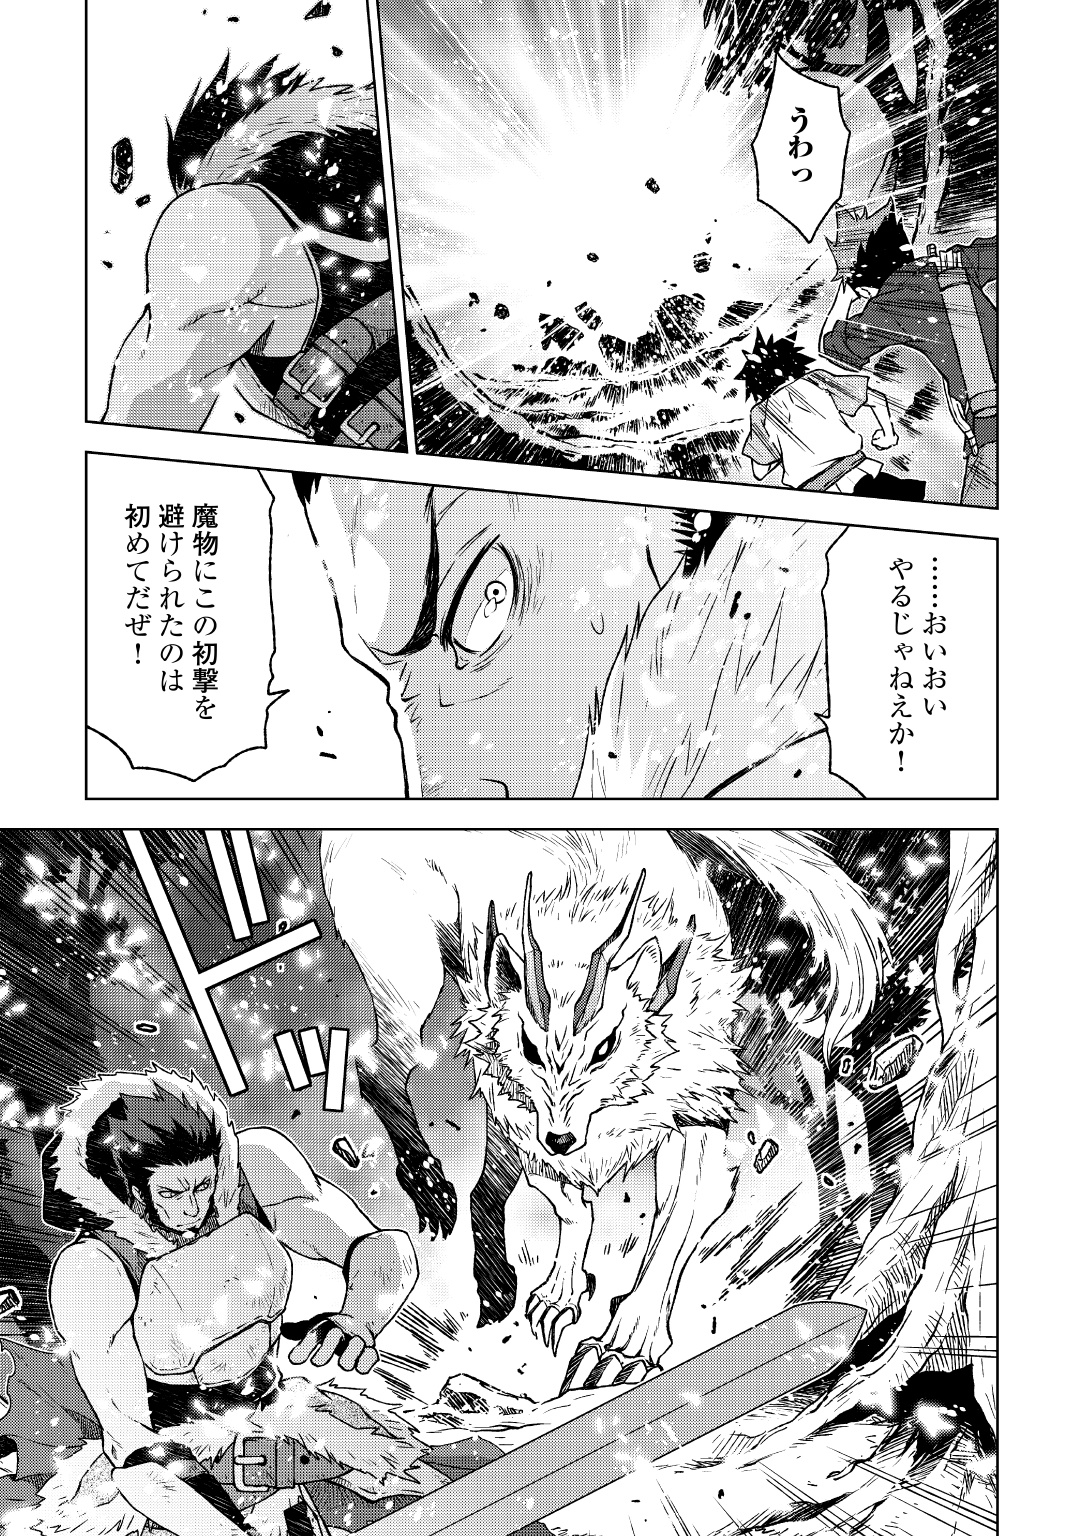 うわっ
……おいおい
やるじゃねえか！
魔物にこの初撃を
避けられたのは
初めてだぜ！
ドッ